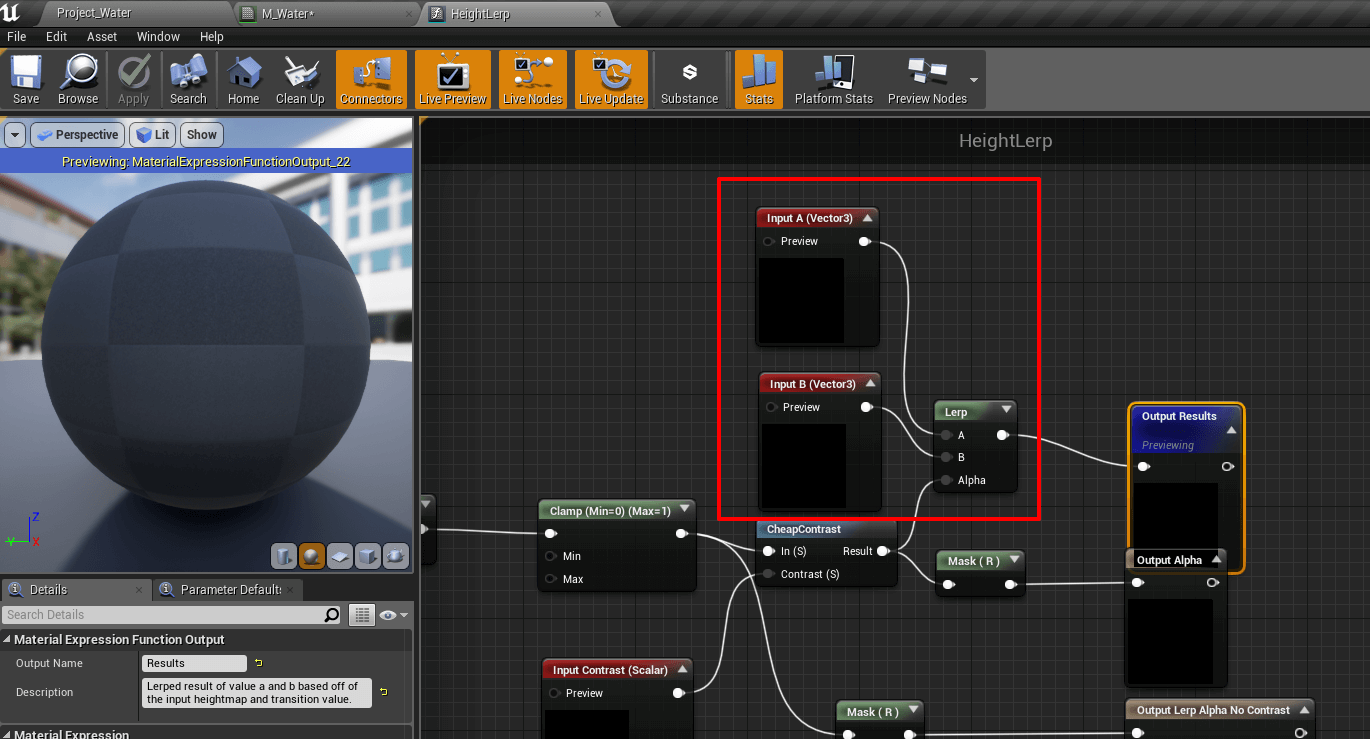 Project_Water
M_Water*
HeightLerp
File Edit Asset Window Help
Save Browse Apply Search Home Clean Up Connectors Live Preview Live Nodes Live Update Substance Stats Platform Stats Preview Nodes
Perspective Lit Show
Previewing: MaterialExpressionFunctionOutput_22
Z
Y
X
HeightLerp
Input A (Vector3)
Preview
Input B (Vector3)
Preview
Lerp
A
B
Alpha
Output Results
Previewing
Clamp (Min=0) (Max=1)
Min
Max
CheapContrast
In (S) Result
Contrast (S)
Mask ( R )
Output Alpha
Input Contrast (Scalar)
Preview
Mask ( R )
Output Lerp Alpha No Contrast
Details
Parameter Defaults
Search Details
Material Expression Function Output
Output Name Results
Description Lerped result of value a and b based off of
the input heightmap and transition value.
Material Expression